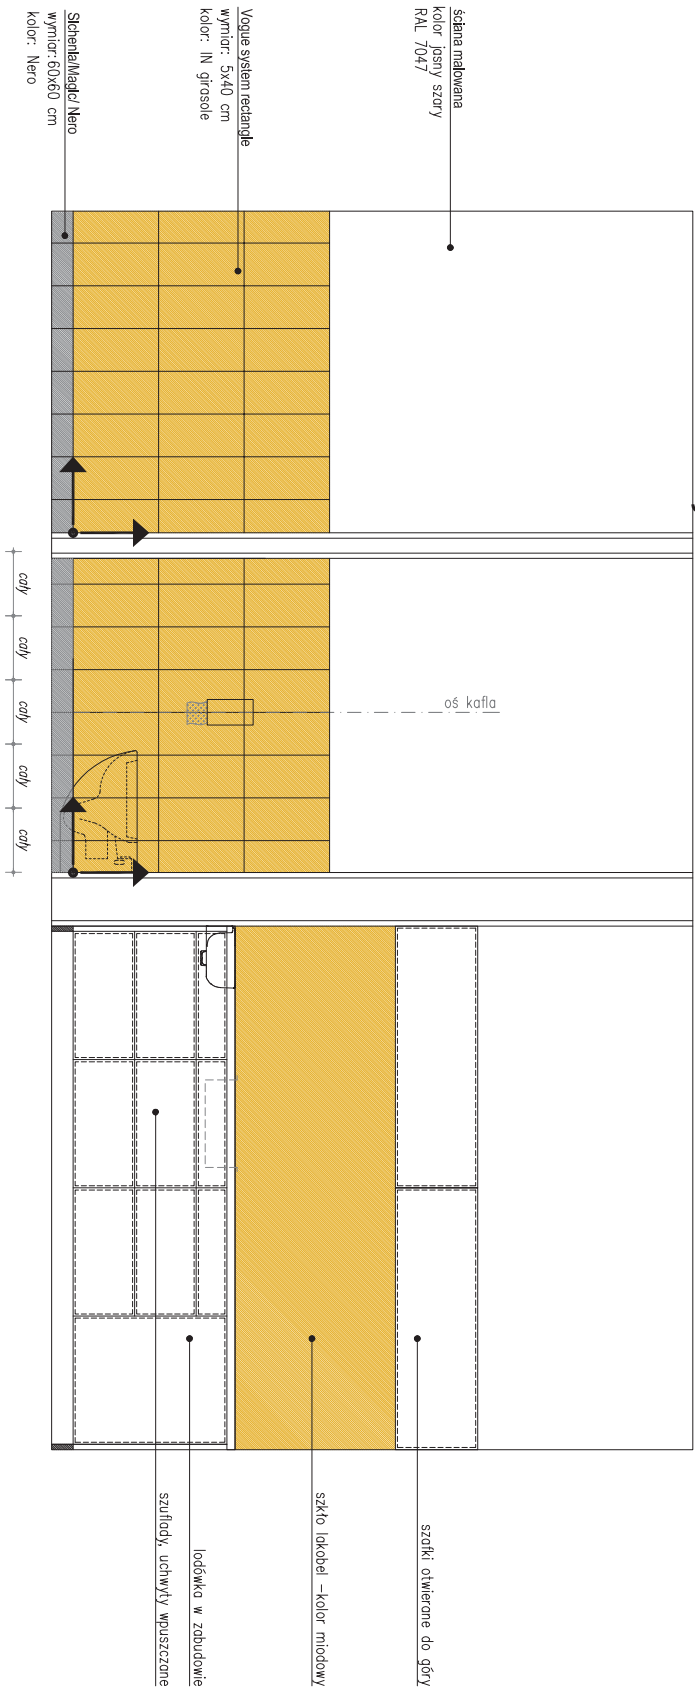 ściana malowana
kolor jasny szary
RAL 7047
Vogue system rectangle
wymiar: 5x40 cm
kolor: IN girasole
Sichenia/Magic/ Nero
wymiar: 60x60 cm
kolor: Nero
cały
cały
cały
cały
cały
oś kafla
szafki otwierane do góry
szkło lakobel –kolor miodowy
lodówka w zabudowie
szuflady, uchwyty wpuszczane